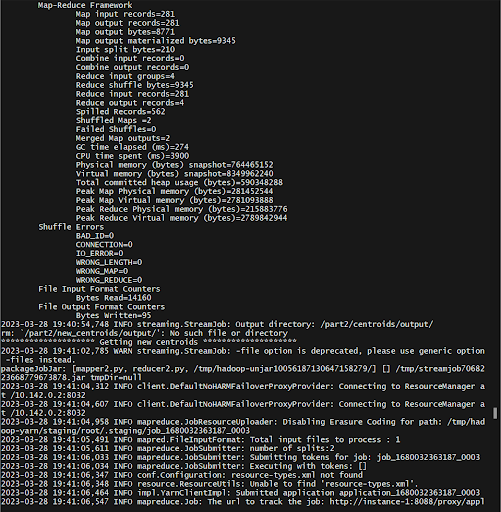 Map-Reduce Framework
Map input records=281
Map output records=281
Map output bytes=8771
Map output materialized bytes=9345
Input split bytes=210
Combine input records=0
Combine output records=0
Reduce input groups=4
Reduce shuffle bytes=9345
Reduce input records=281
Reduce output records=4
Spilled Records=562
Shuffled Maps =2
Failed Shuffles=0
Merged Map outputs=2
GC time elapsed (ms)=274
CPU time spent (ms)=3900
Physical memory (bytes) snapshot=764465152
Virtual memory (bytes) snapshot=8349962240
Total committed heap usage (bytes)=590348288
Peak Map Physical memory (bytes)=281452544
Peak Map Virtual memory (bytes)=2781093888
Peak Reduce Physical memory (bytes)=215883776
Peak Reduce Virtual memory (bytes)=2789842944
Shuffle Errors
BAD_ID=0
CONNECTION=0
IO_ERROR=0
WRONG_LENGTH=0
WRONG_MAP=0
WRONG_REDUCE=0
File Input Format Counters
Bytes Read=14160
File Output Format Counters
Bytes Written=95
2023-03-28 19:40:54,748 INFO streaming.StreamJob: Output directory: /part2/centroids/output/
rm: `/part2/new_centroids/output/': No such file or directory
******************** Getting new centroids ********************
2023-03-28 19:41:02,785 WARN streaming.StreamJob: -file option is deprecated, please use generic option
-files instead.
packageJobJar: [mapper2.py, reducer2.py, /tmp/hadoop-unjar10056187130647158279/] [] /tmp/streamjob70682
23668779673878.jar tmpDir=null
2023-03-28 19:41:04,312 INFO client.DefaultNoHARMFailoverProxyProvider: Connecting to ResourceManager a
t /10.142.0.2:8032
2023-03-28 19:41:04,607 INFO client.DefaultNoHARMFailoverProxyProvider: Connecting to ResourceManager a
t /10.142.0.2:8032
2023-03-28 19:41:04,958 INFO mapreduce.JobResourceUploader: Disabling Erasure Coding for path: /tmp/had
oop-yarn/staging/root/.staging/job_1680032363187_0003
2023-03-28 19:41:05,491 INFO mapred.FileInputFormat: Total input files to process : 1
2023-03-28 19:41:05,611 INFO mapreduce.JobSubmitter: number of splits:2
2023-03-28 19:41:06,033 INFO mapreduce.JobSubmitter: Submitting tokens for job: job_1680032363187_0003
2023-03-28 19:41:06,034 INFO mapreduce.JobSubmitter: Executing with tokens: []
2023-03-28 19:41:06,347 INFO conf.Configuration: resource-types.xml not found
2023-03-28 19:41:06,348 INFO resource.ResourceUtils: Unable to find 'resource-types.xml'.
2023-03-28 19:41:06,464 INFO impl.YarnClientImpl: Submitted application application_1680032363187_0003
2023-03-28 19:41:06,547 INFO mapreduce.Job: The url to track the job: http://instance-1:8088/proxy/appl